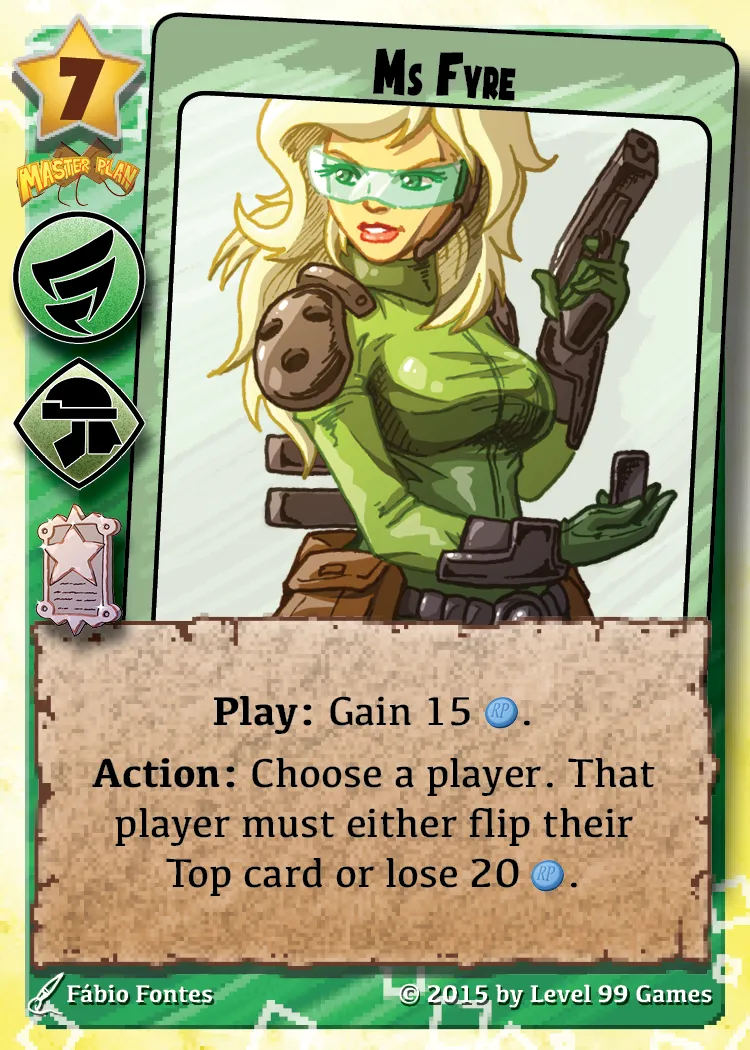 7
Ms Fyre
MASTER PLAN
Play: Gain 15 RP.
Action: Choose a player. That
player must either flip their
Top card or lose 20 RP.
Fábio Fontes
© 2015 by Level 99 Games